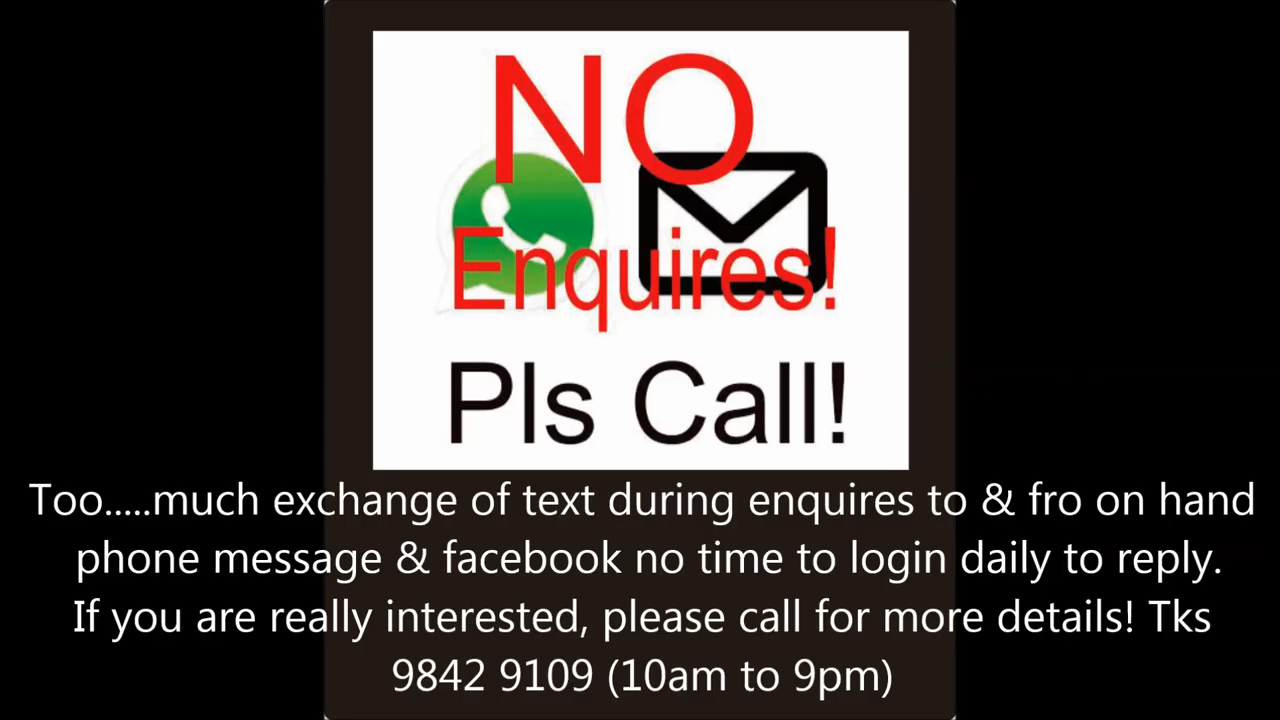 NO
Enquires!
Pls Call!
Too.....much exchange of text during enquires to & fro on hand
phone message & facebook no time to login daily to reply.
If you are really interested, please call for more details! Tks
9842 9109 (10am to 9pm)